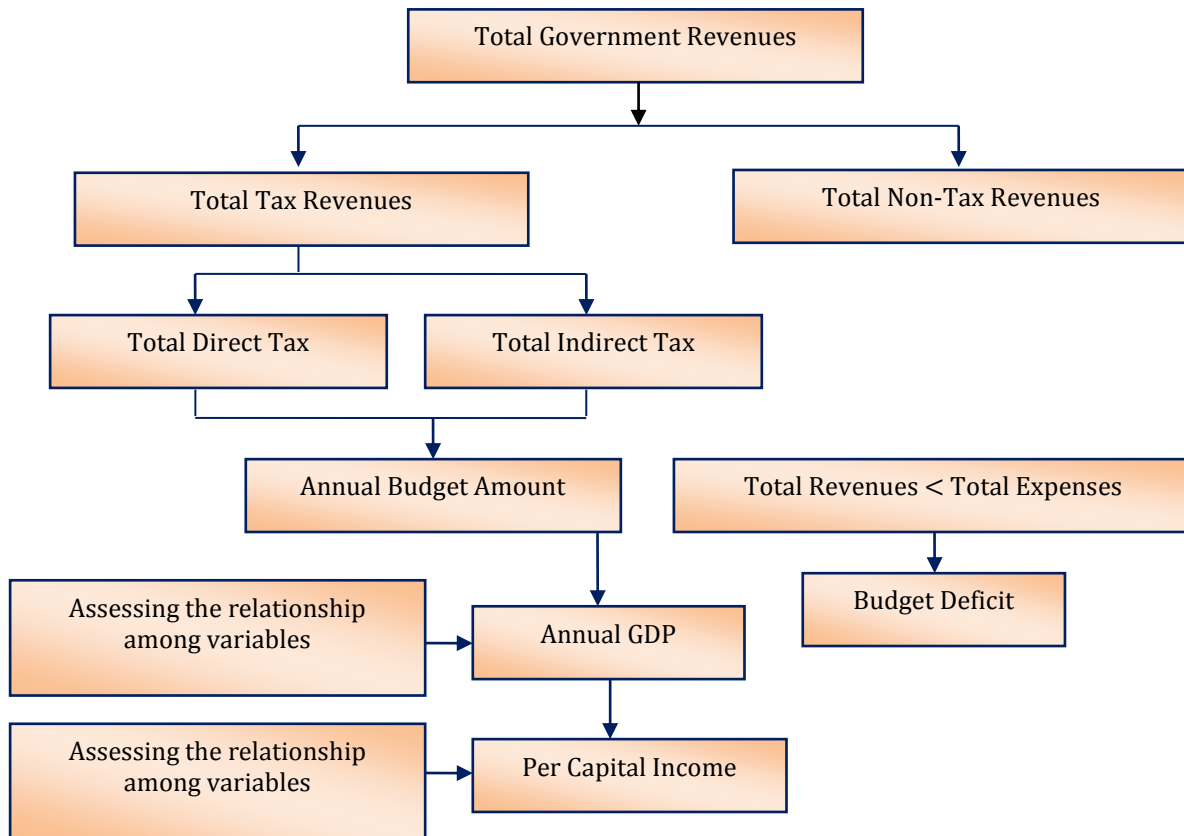 Total Government Revenues
Total Tax Revenues
Total Non-Tax Revenues
Total Direct Tax
Total Indirect Tax
Annual Budget Amount
Total Revenues < Total Expenses
Assessing the relationship
among variables
Annual GDP
Budget Deficit
Assessing the relationship
among variables
Per Capital Income